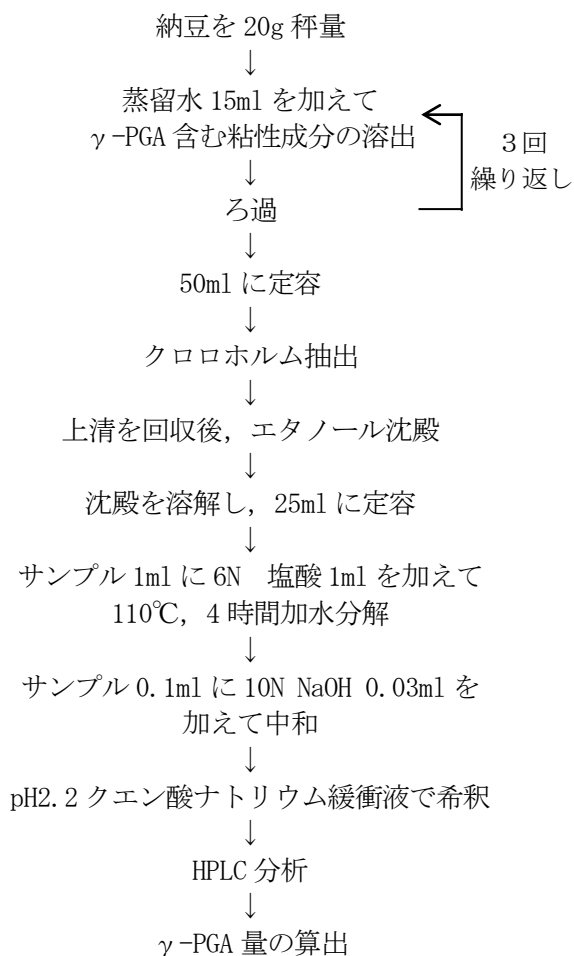 納豆を 20g 秤量
↓
蒸留水 15ml を加えて
γ-PGA 含む粘性成分の溶出
3回
繰り返し
↓
ろ過
↓
50ml に定容
↓
クロロホルム抽出
↓
上清を回収後，エタノール沈殿
↓
沈殿を溶解し，25ml に定容
↓
サンプル 1ml に 6N　塩酸 1ml を加えて
110℃，4 時間加水分解
↓
サンプル 0.1ml に 10N NaOH 0.03ml を
加えて中和
↓
pH2.2 クエン酸ナトリウム緩衝液で希釈
↓
HPLC 分析
↓
γ-PGA 量の算出